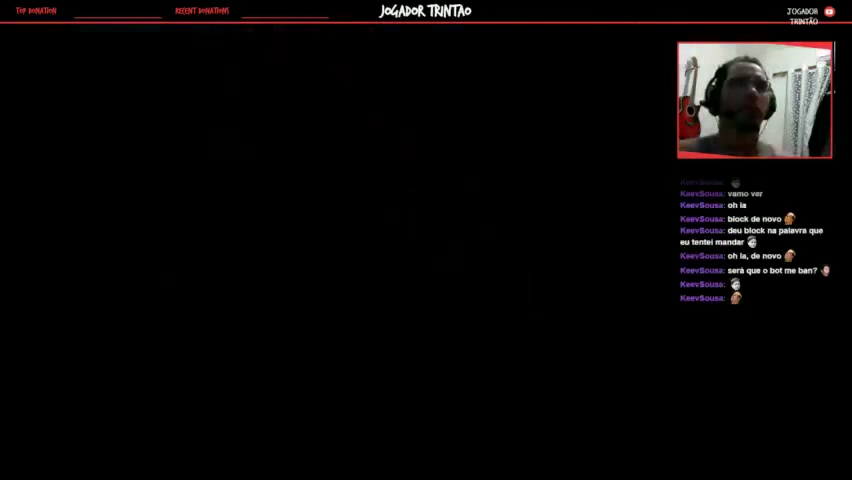 TOP DONATION
RECENT DONATIONS
JOGADOR TRINTAO
JOGADOR
TRINTÃO
KeevSousa:
KeevSousa: vamo ver
KeevSousa: oh la
KeevSousa: block de novo
KeevSousa: deu block na palavra que
eu tentei mandar
KeevSousa: oh la, de novo
KeevSousa: será que o bot me ban?
KeevSousa:
KeevSousa: